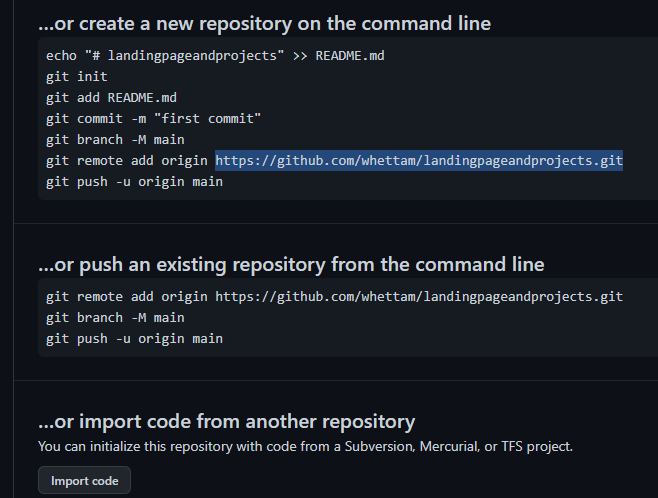 ...or create a new repository on the command line
echo "# landingpageandprojects" >> README.md
git init
git add README.md
git commit -m "first commit"
git branch -M main
git remote add origin https://github.com/whettam/landingpageandprojects.git
git push -u origin main
...or push an existing repository from the command line
git remote add origin https://github.com/whettam/landingpageandprojects.git
git branch -M main
git push -u origin main
...or import code from another repository
You can initialize this repository with code from a Subversion, Mercurial, or TFS project.
Import code